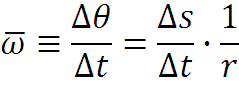 ω̅ ≡ Δθ/Δt = Δs/Δt · 1/r